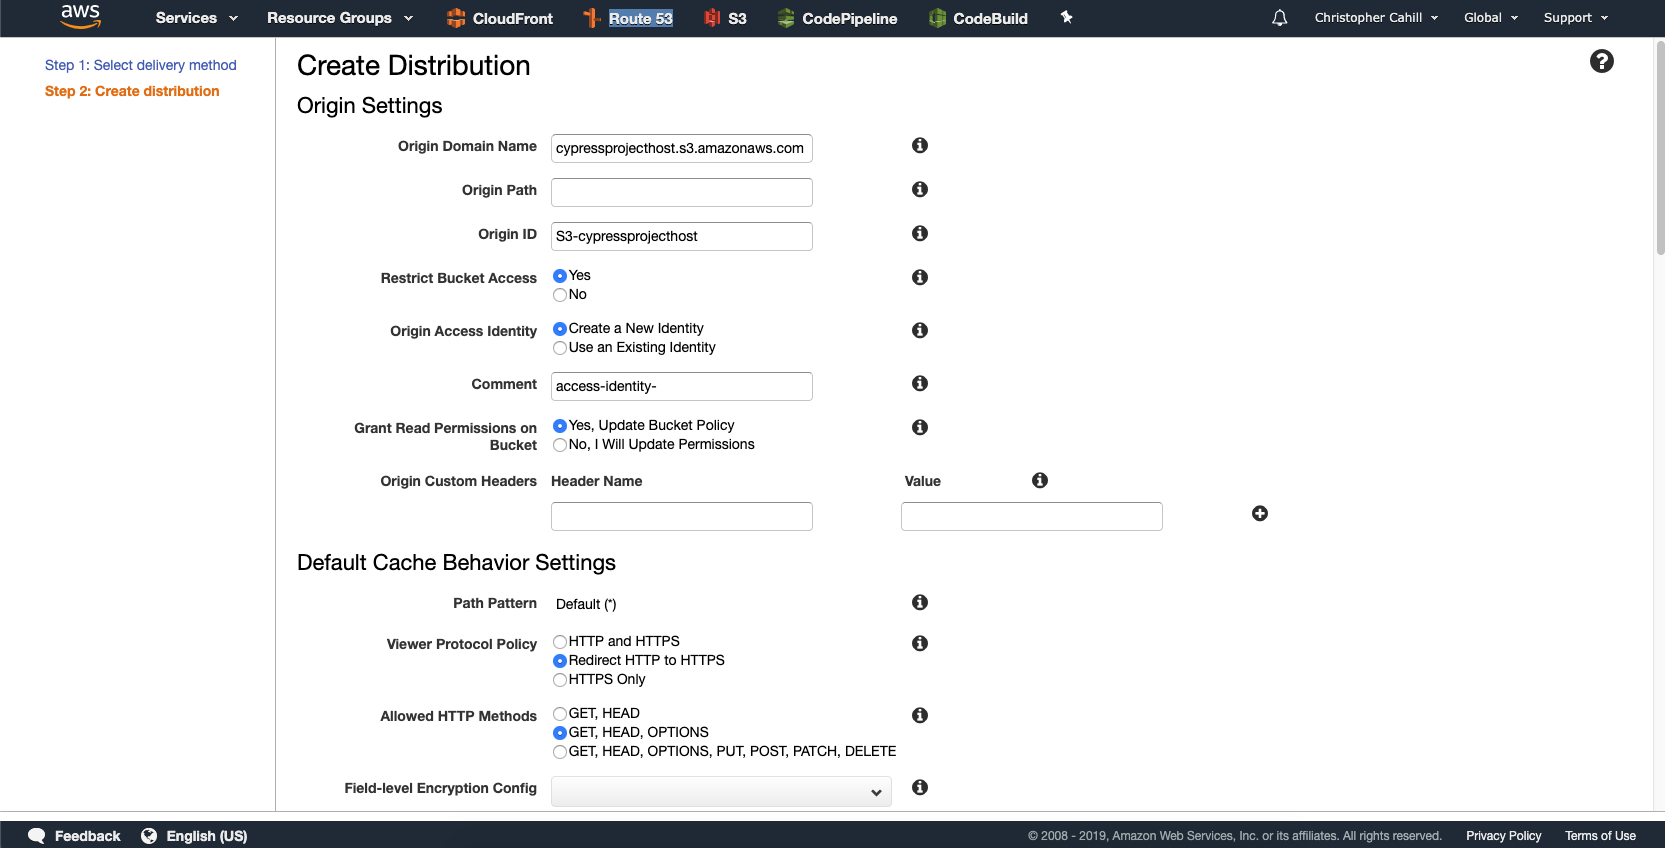 aws Services Resource Groups CloudFront Route 53 S3 CodePipeline CodeBuild Christopher Cahill Global Support
Step 1: Select delivery method
Step 2: Create distribution
Create Distribution
Origin Settings
Origin Domain Name cypressprojecthost.s3.amazonaws.com
Origin Path
Origin ID S3-cypressprojecthost
Restrict Bucket Access Yes
No
Origin Access Identity Create a New Identity
Use an Existing Identity
Comment access-identity-
Grant Read Permissions on Bucket Yes, Update Bucket Policy
No, I Will Update Permissions
Origin Custom Headers Header Name Value
Default Cache Behavior Settings
Path Pattern Default (*)
Viewer Protocol Policy HTTP and HTTPS
Redirect HTTP to HTTPS
HTTPS Only
Allowed HTTP Methods GET, HEAD
GET, HEAD, OPTIONS
GET, HEAD, OPTIONS, PUT, POST, PATCH, DELETE
Field-level Encryption Config
Feedback English (US) © 2008 - 2019, Amazon Web Services, Inc. or its affiliates. All rights reserved. Privacy Policy Terms of Use